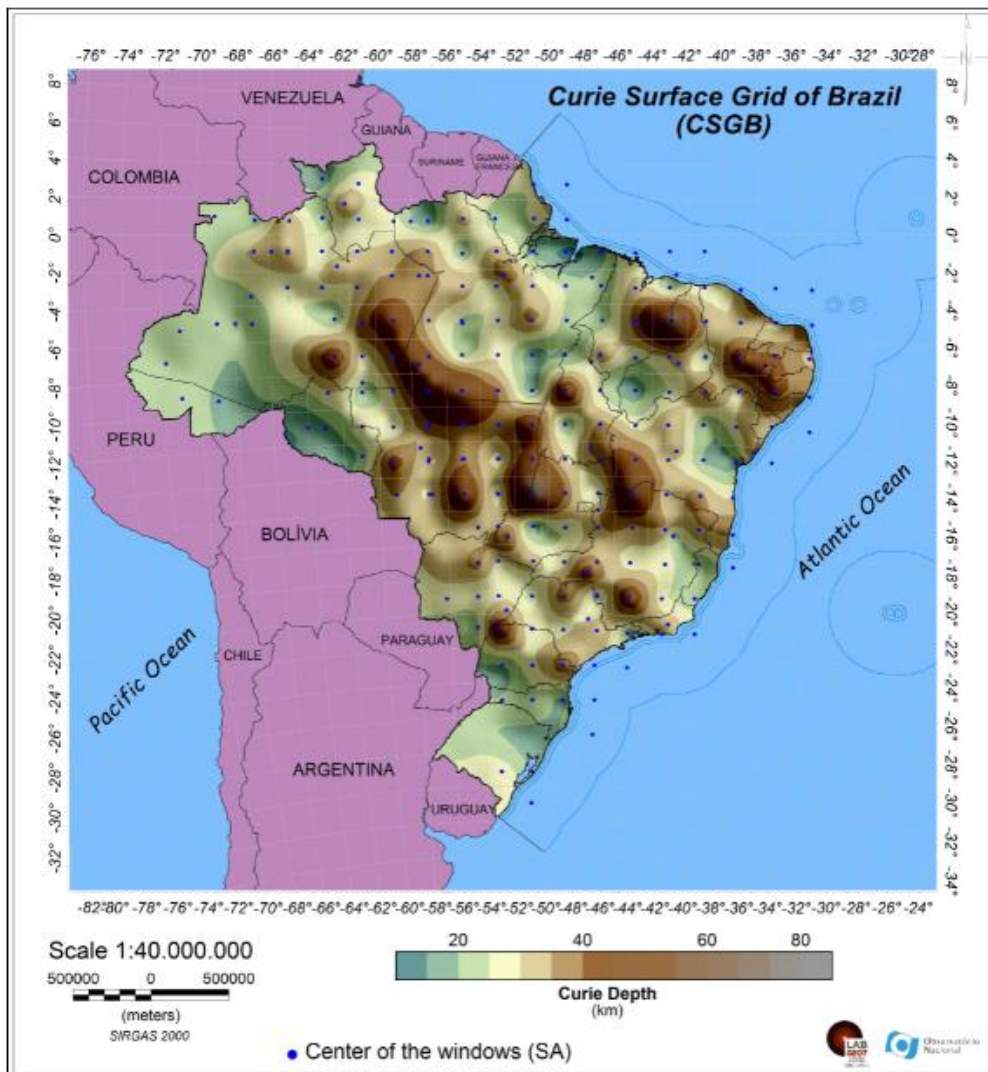 -76° -74° -72° -70° -68° -66° -64° -62° -60° -58° -56° -54° -52° -50° -48° -46° -44° -42° -40° -38° -36° -34° -32° -30°-28°
8° 6° 4° 2° 0° -2° -4° -6° -8° -10° -12° -14° -16° -18° -20° -22° -24° -26° -28° -30° -32°
8° 6° 4° 2° 0° -2° -4° -6° -8° -10° -12° -14° -16° -18° -20° -22° -24° -26° -28° -30° -32° -34°
Curie Surface Grid of Brazil
(CSGB)
VENEZUELA
GUIANA
SURINAME
GUIANA
COLOMBIA
PERU
BOLÍVIA
PARAGUAY
CHILE
ARGENTINA
URUGUAY
Pacific Ocean
Atlantic Ocean
-82°-80° -78° -76° -74° -72° -70° -68° -66° -64° -62° -60° -58° -56° -54° -52° -50° -48° -46° -44° -42° -40° -38° -36° -34° -32° -30° -28° -26° -24°
Scale 1:40.000.000
500000 0 500000
(meters)
SIRGAS 2000
20 40 60 80
Curie Depth
(km)
Center of the windows (SA)
LAB
GEOT
Observatório
Nacional